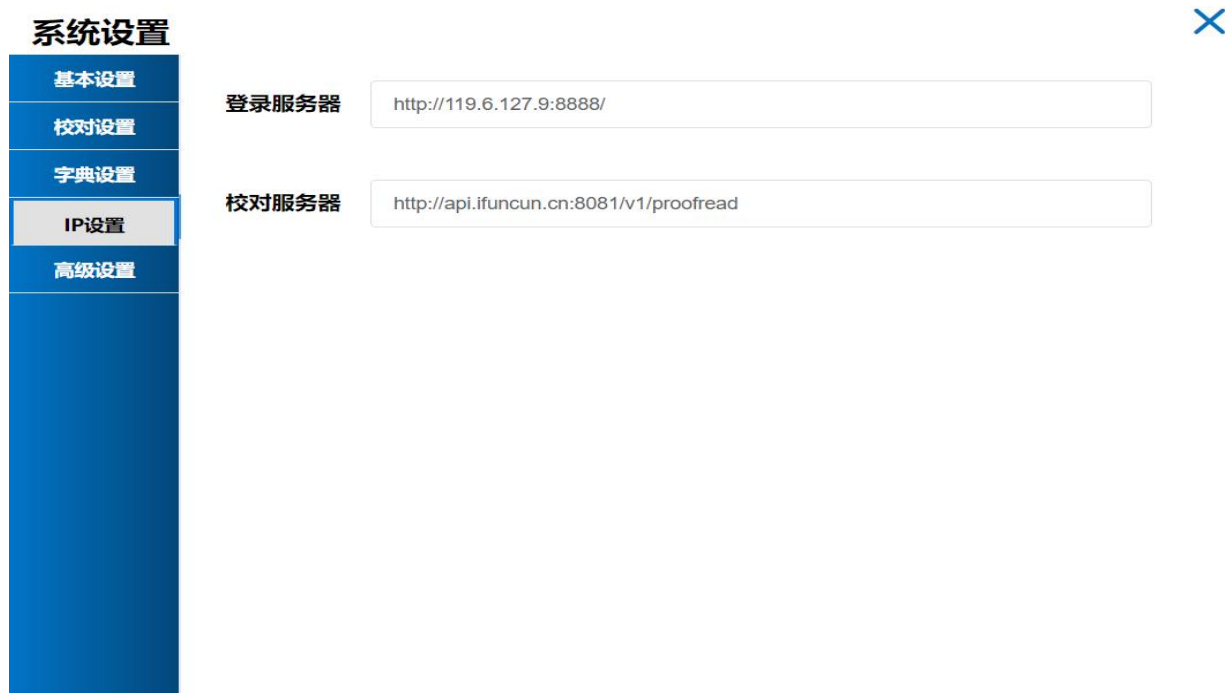 系统设置
基本设置
校对设置
字典设置
IP设置
高级设置
登录服务器
http://119.6.127.9:8888/
校对服务器
http://api.ifuncun.cn:8081/v1/proofread